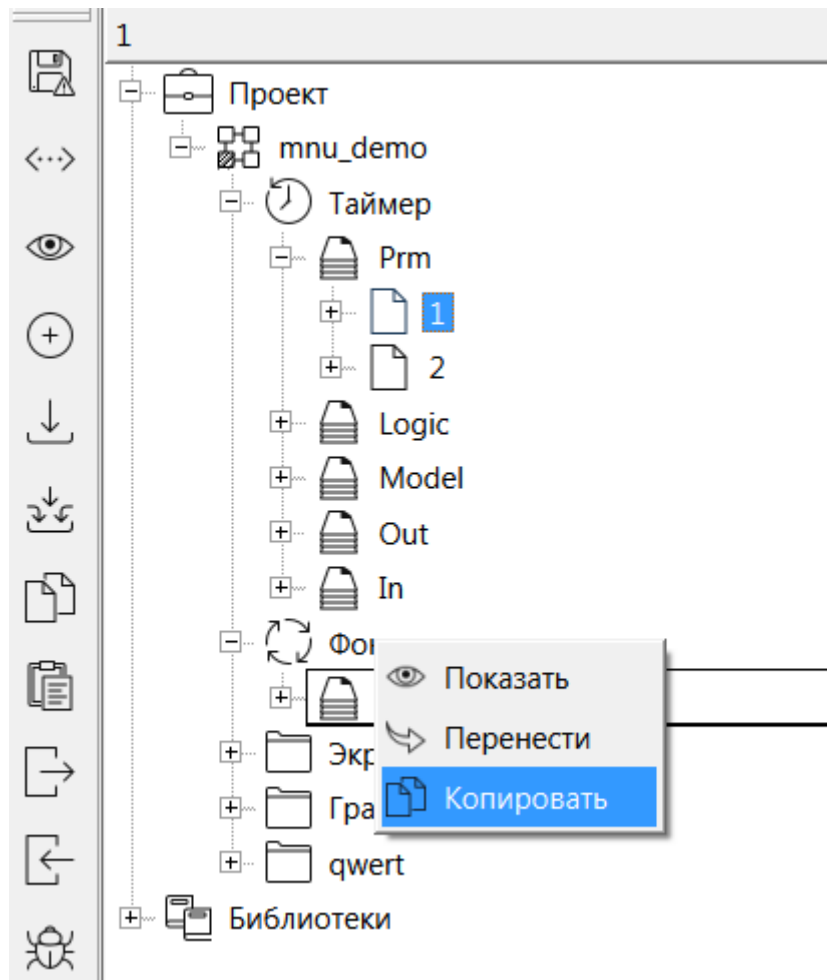 1
Проект
mnu_demo
Таймер
Prm
1
2
Logic
Model
Out
In
Показать
Перенести
Копировать
qwert
Библиотеки